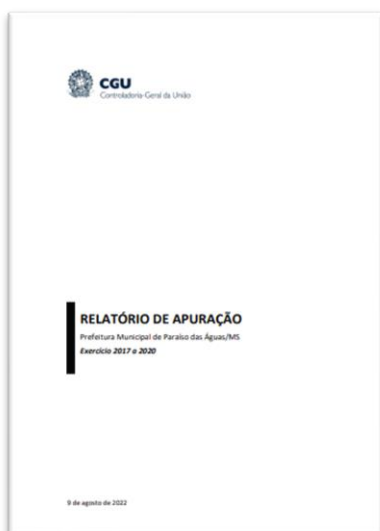 CGU
Controladoria-Geral da União
RELATÓRIO DE APURAÇÃO
Prefeitura Municipal de Paraíso das Águas/MS
Exercício 2017 a 2020
9 de agosto de 2022